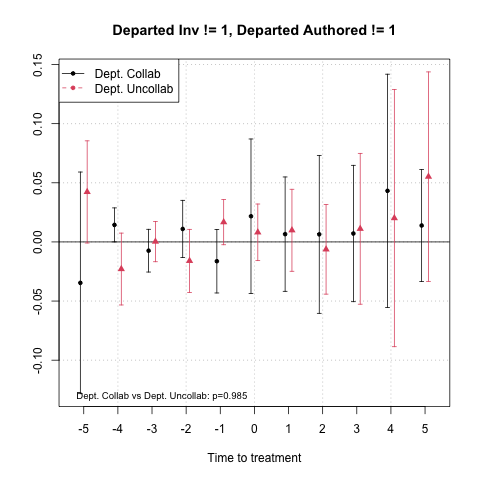 Departed Inv != 1, Departed Authored != 1
Dept. Collab
Dept. Uncollab
0.15
0.10
0.05
0.00
-0.05
-0.10
Dept. Collab vs Dept. Uncollab: p=0.985
-5 -4 -3 -2 -1 0 1 2 3 4 5
Time to treatment